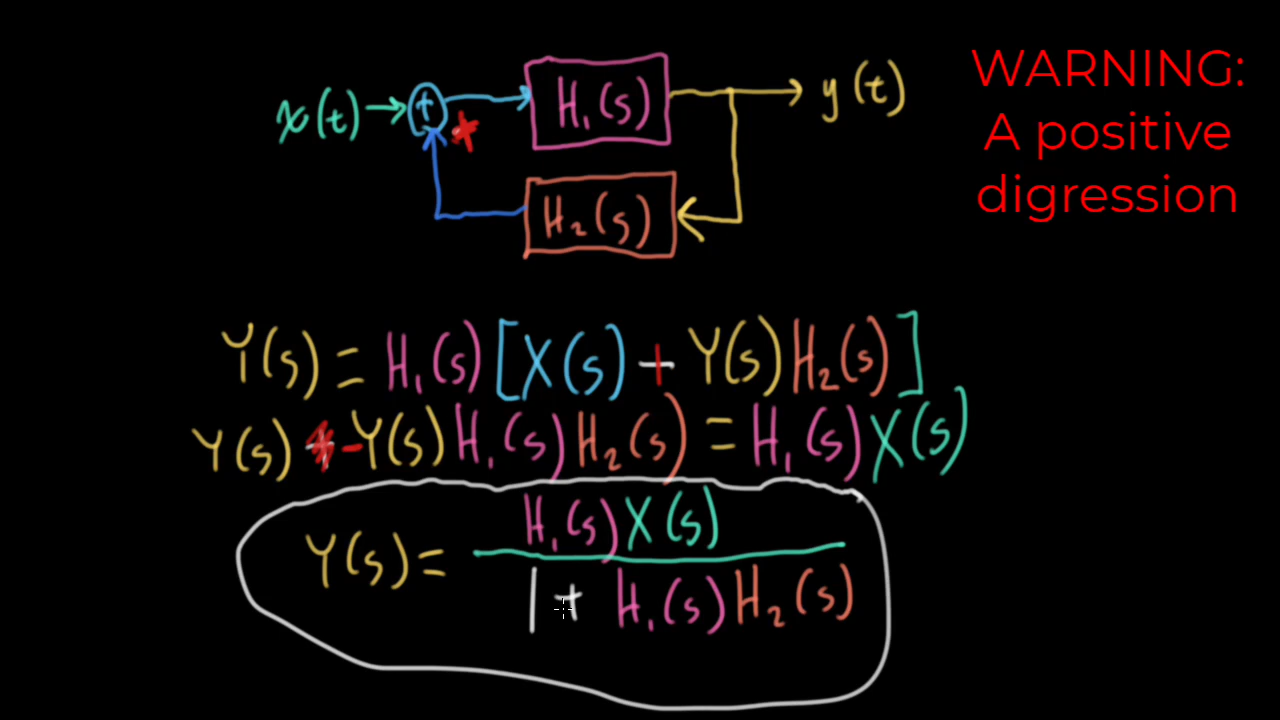 x(t) + H₁(s) y(t)
H₂(s)
WARNING:
A positive
digression
Y(s) = H₁(s)[X(s) + Y(s)H₂(s)]
Y(s) - Y(s)H₁(s)H₂(s) = H₁(s)X(s)
H₁(s)X(s)
Y(s) =
1 + H₁(s)H₂(s)